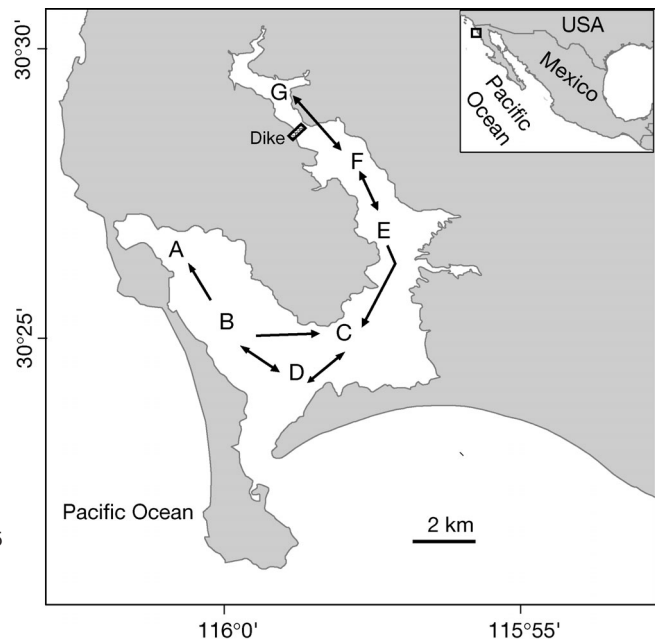 USA
Mexico
Pacific
Ocean
30°30'
G
Dike
F
E
A
B
C
30°25'
D
Pacific Ocean
2 km
116°0'
115°55'